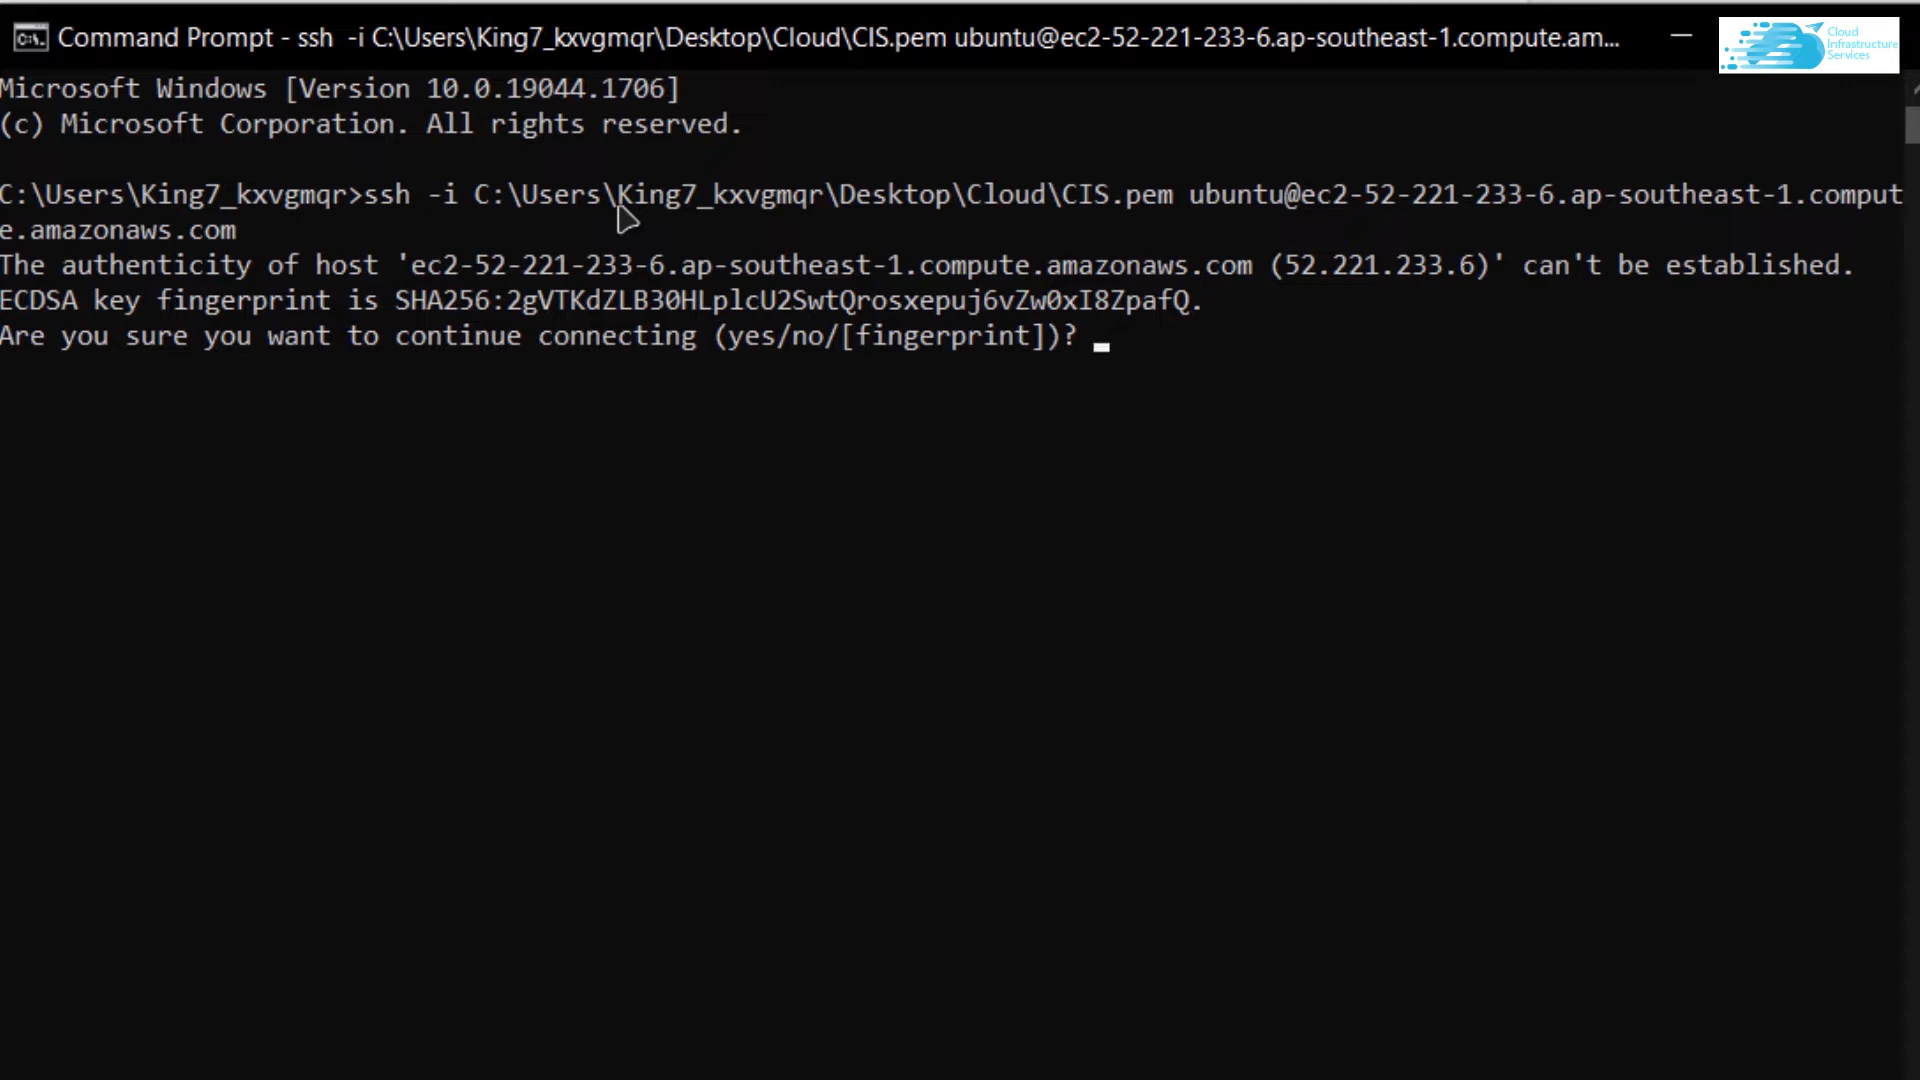 Command Prompt - ssh -i C:\Users\King7_kxvgmqr\Desktop\Cloud\CIS.pem ubuntu@ec2-52-221-233-6.ap-southeast-1.compute.am...
Cloud
Infrastructure
Services
Microsoft Windows [Version 10.0.19044.1706]
(c) Microsoft Corporation. All rights reserved.
C:\Users\King7_kxvgmqr>ssh -i C:\Users\King7_kxvgmqr\Desktop\Cloud\CIS.pem ubuntu@ec2-52-221-233-6.ap-southeast-1.comput
e.amazonaws.com
The authenticity of host 'ec2-52-221-233-6.ap-southeast-1.compute.amazonaws.com (52.221.233.6)' can't be established.
ECDSA key fingerprint is SHA256:2gVTKdZLB30HLplcU2SwtQrosxepuj6vZw0xI8ZpafQ.
Are you sure you want to continue connecting (yes/no/[fingerprint])?